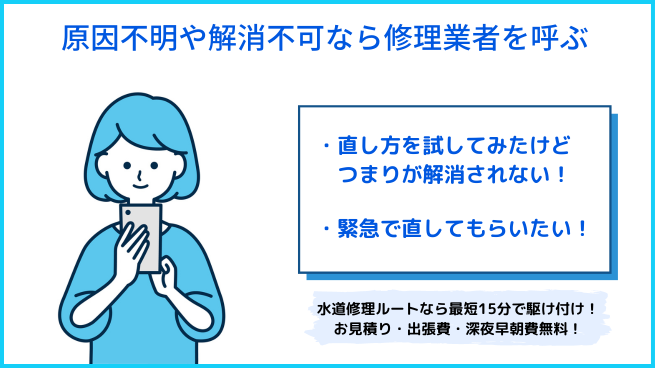 原因不明や解消不可なら修理業者を呼ぶ
・直し方を試してみたけど
つまりが解消されない！
・緊急で直してもらいたい！
水道修理ルートなら最短15分で駆け付け！
お見積り・出張費・深夜早朝費無料！